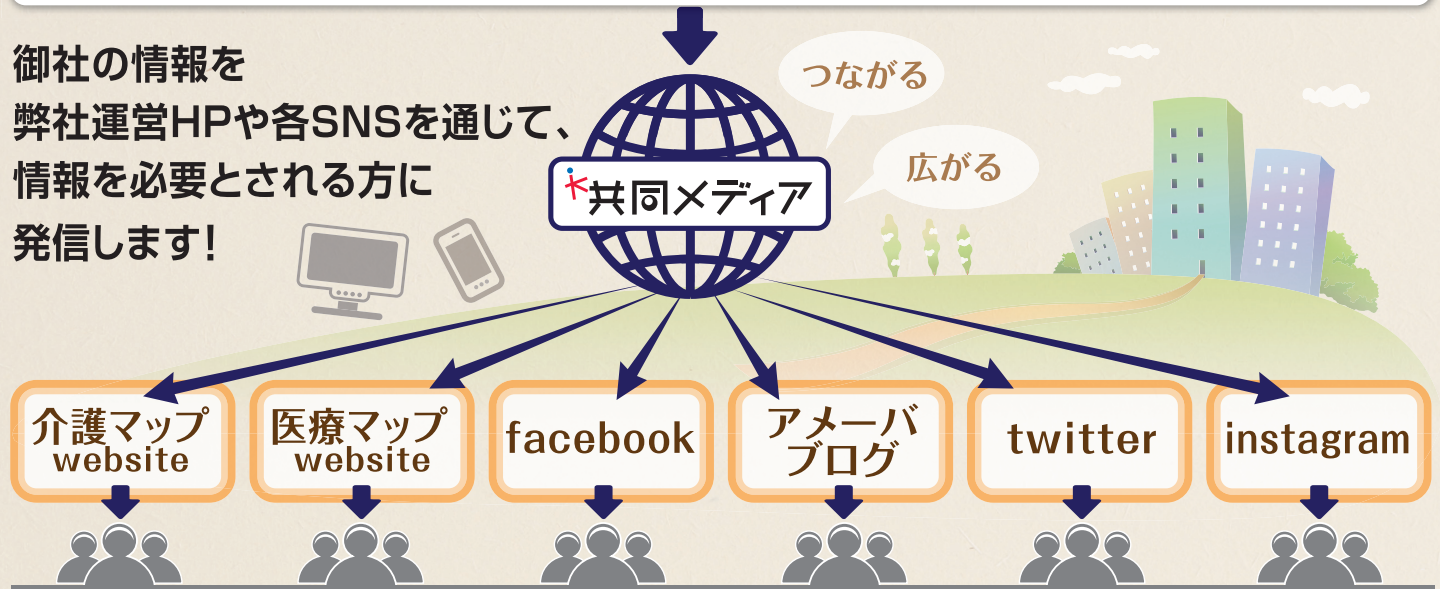 御社の情報を
弊社運営HPや各SNSを通じて、
情報を必要とされる方に
発信します!
つながる
広がる
共同メディア
介護マップ
website
医療マップ
website
facebook
アメーバ
ブログ
twitter
instagram